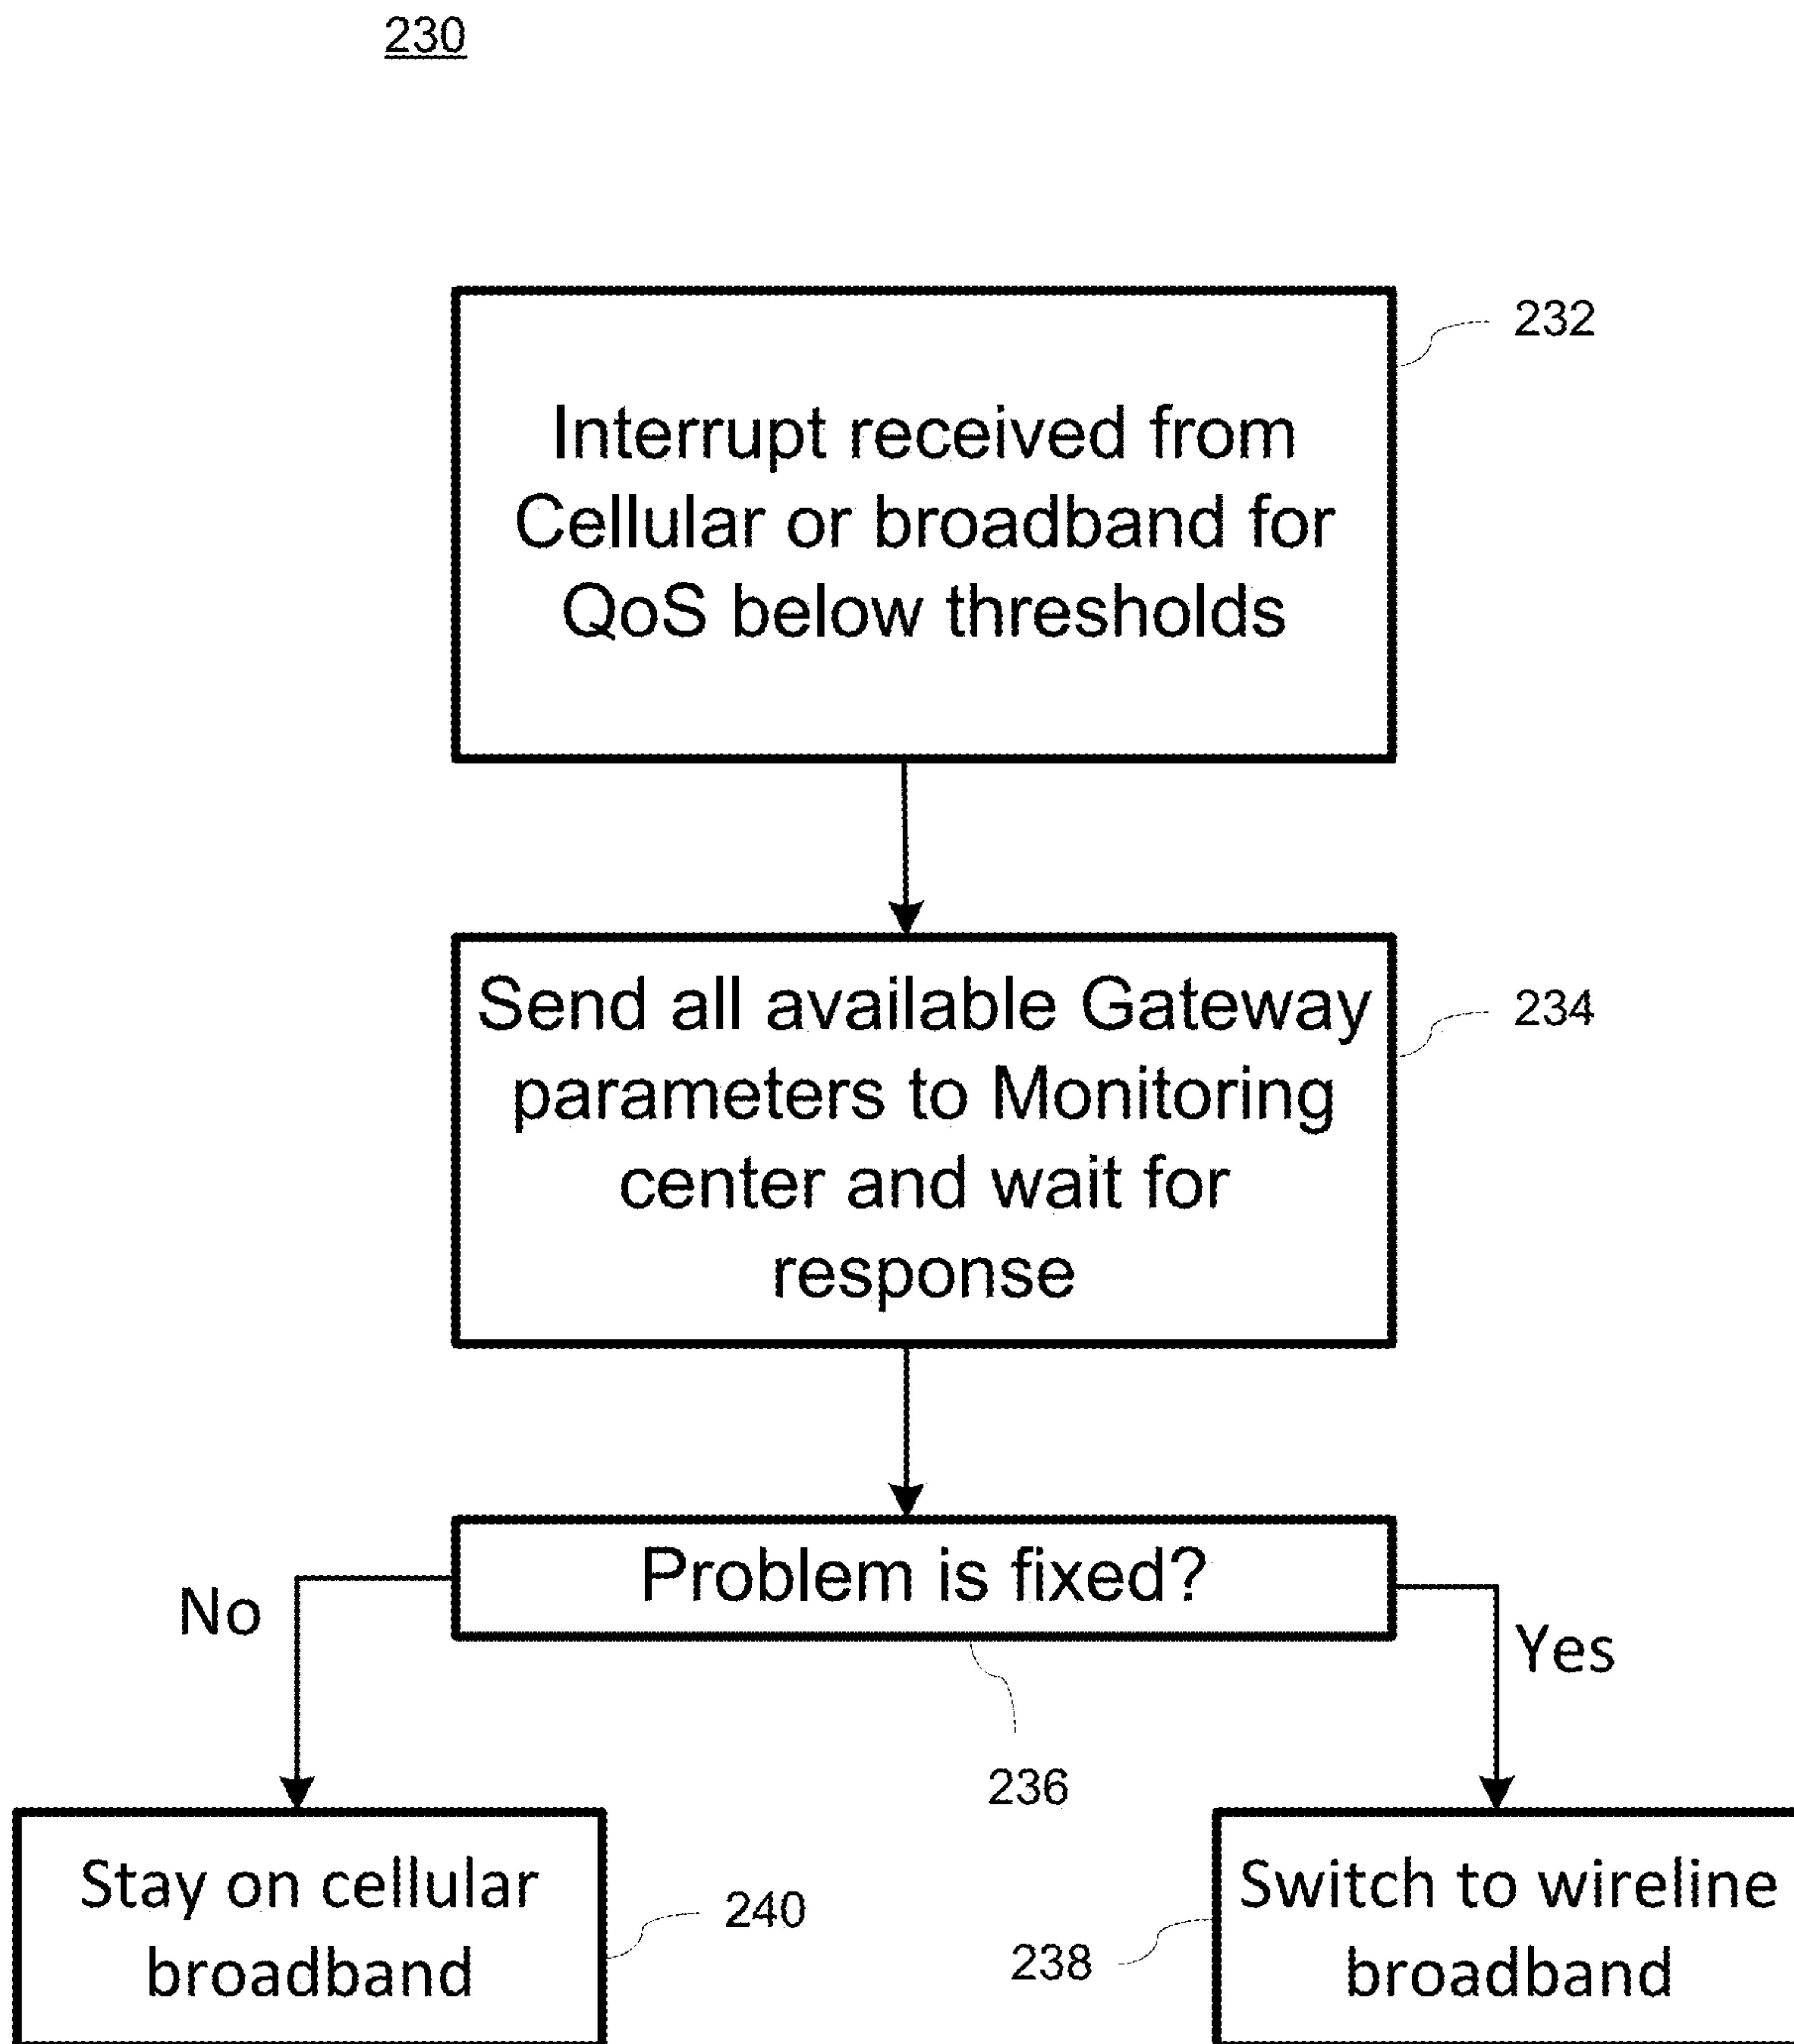 230
232
Interrupt received from
Cellular or broadband for
QoS below thresholds
234
Send all available Gateway
parameters to Monitoring
center and wait for
response
Problem is fixed?
No
Yes
236
Stay on cellular
broadband
240
238
Switch to wireline
broadband